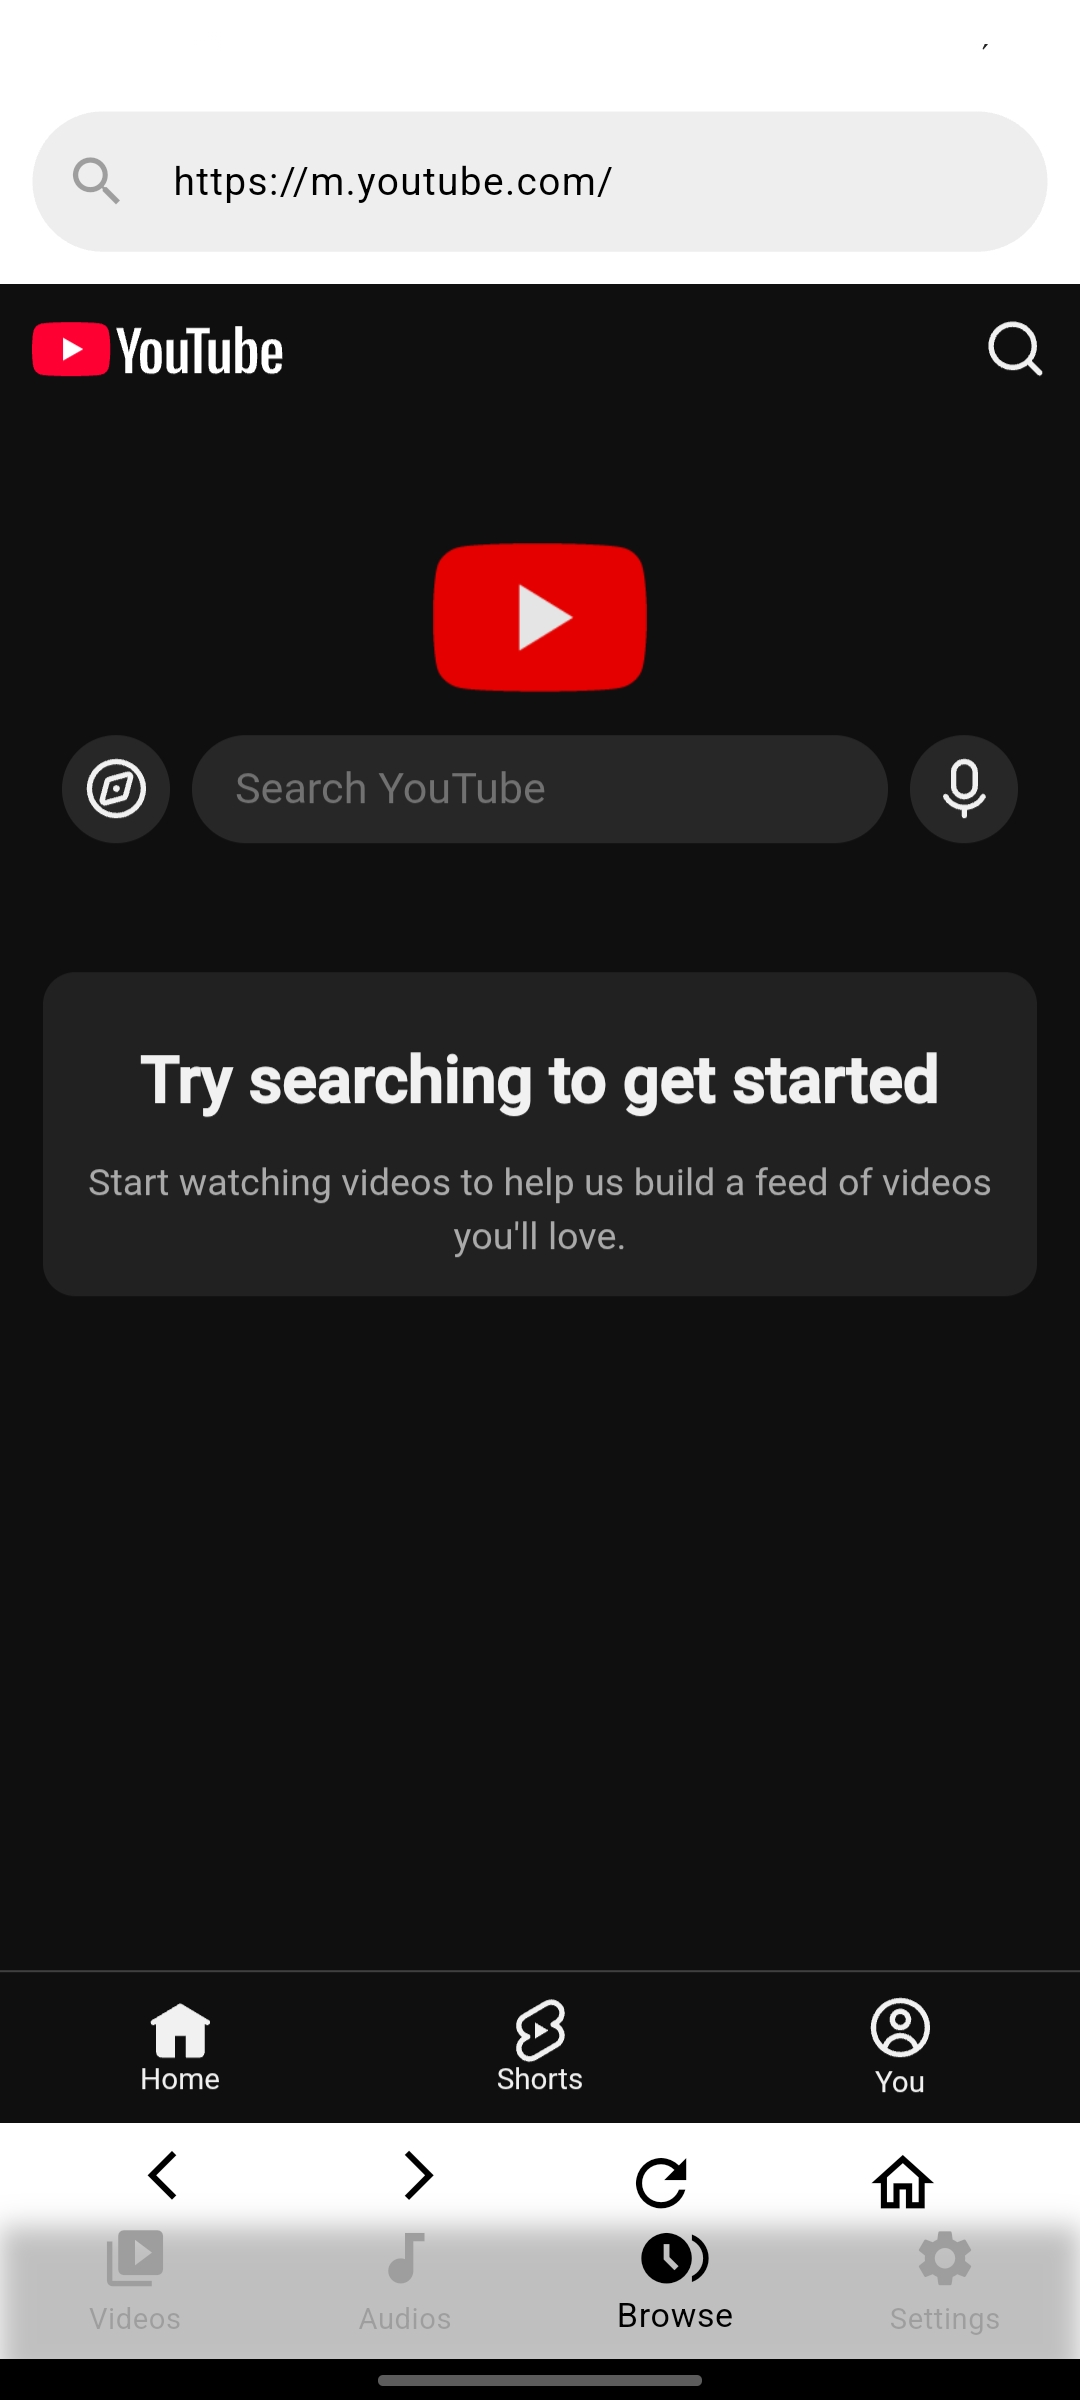 https://m.youtube.com/
YouTube
Search YouTube
Try searching to get started
Start watching videos to help us build a feed of videos
you'll love.
Home
Shorts
You
Videos
Audios
Browse
Settings